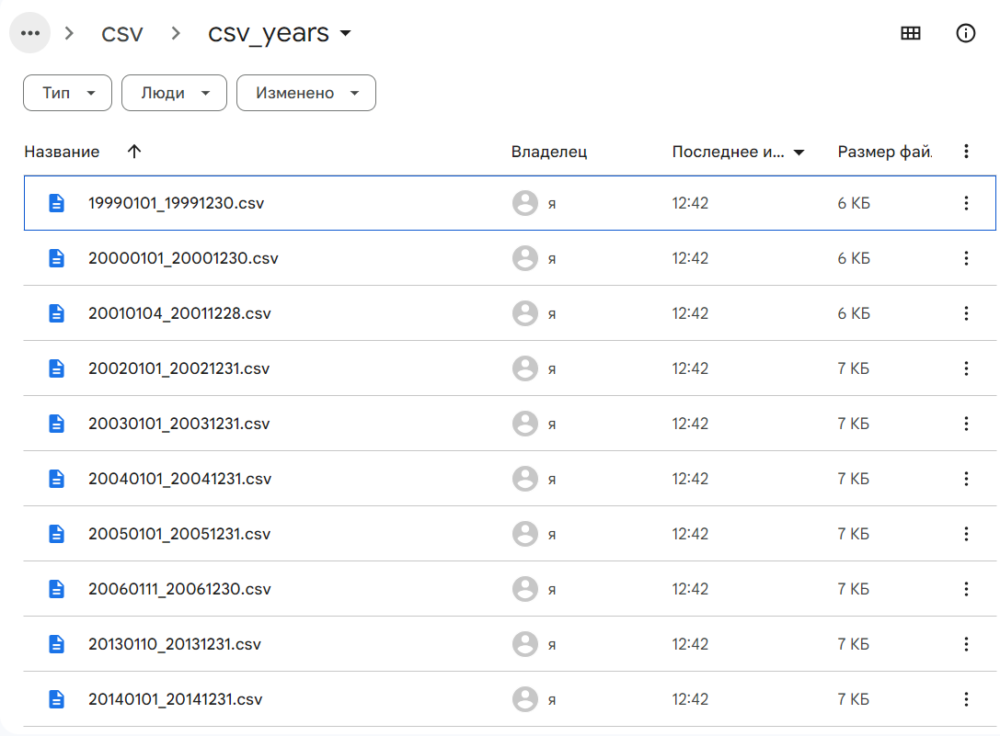 csv csv_years
Тип Люди Изменено
Название Владелец Последнее и... Размер фай
19990101_19991230.csv я 12:42 6 КБ
20000101_20001230.csv я 12:42 6 КБ
20010104_20011228.csv я 12:42 6 КБ
20020101_20021231.csv я 12:42 7 КБ
20030101_20031231.csv я 12:42 7 КБ
20040101_20041231.csv я 12:42 7 КБ
20050101_20051231.csv я 12:42 7 КБ
20060111_20061230.csv я 12:42 7 КБ
20130110_20131231.csv я 12:42 7 КБ
20140101_20141231.csv я 12:42 7 КБ